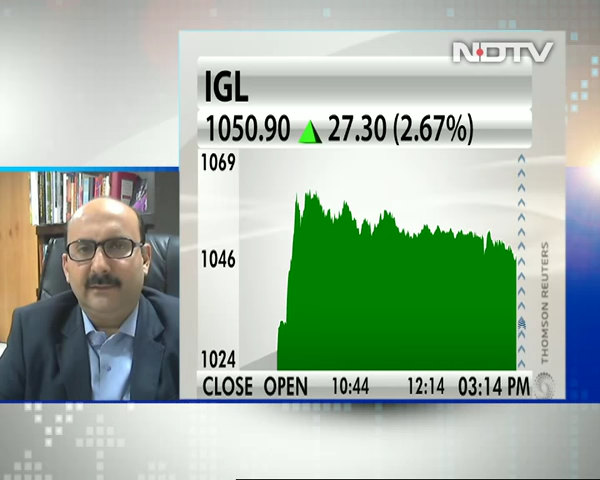 NDTV
IGL
1050.90 ▲ 27.30 (2.67%)
1069
1046
1024
CLOSE OPEN 10:44 12:14 03:14 PM
THOMSON REUTERS